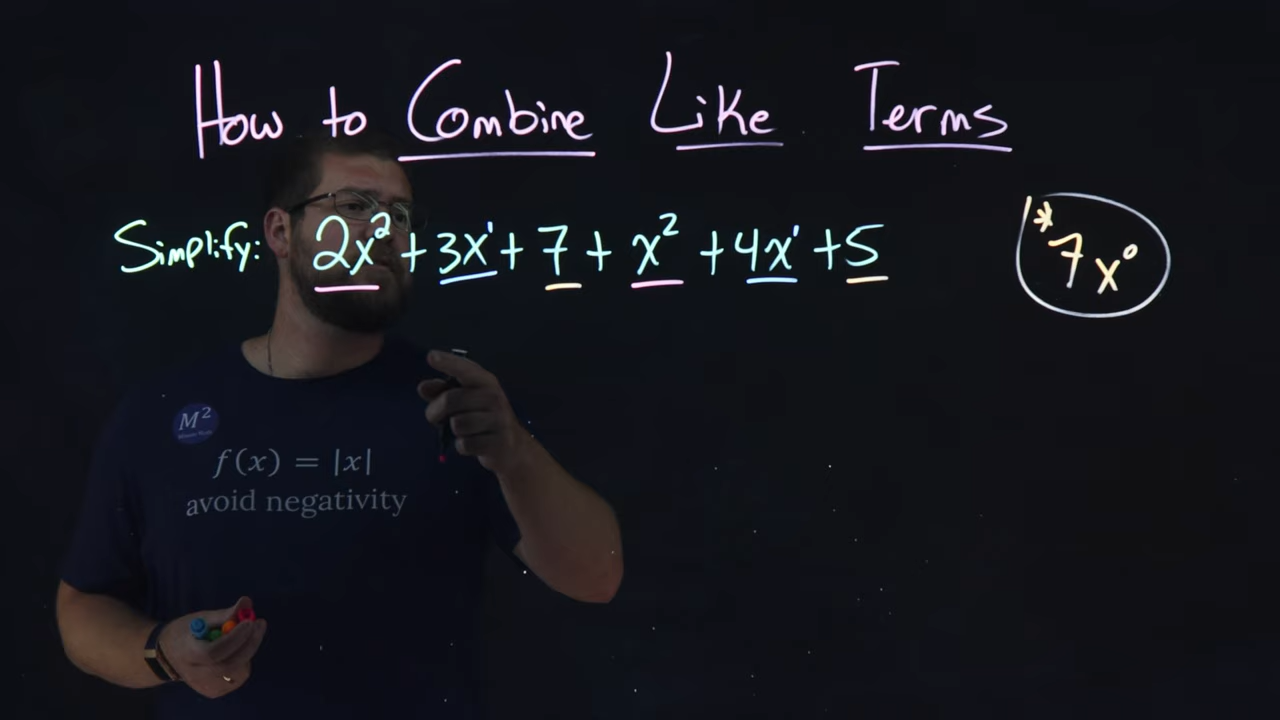 How to Combine Like Terms
Simplify: 2x² + 3x¹ + 7 + x² + 4x¹ + 5
* 7x⁰
M²
f(x) = |x|
avoid negativity